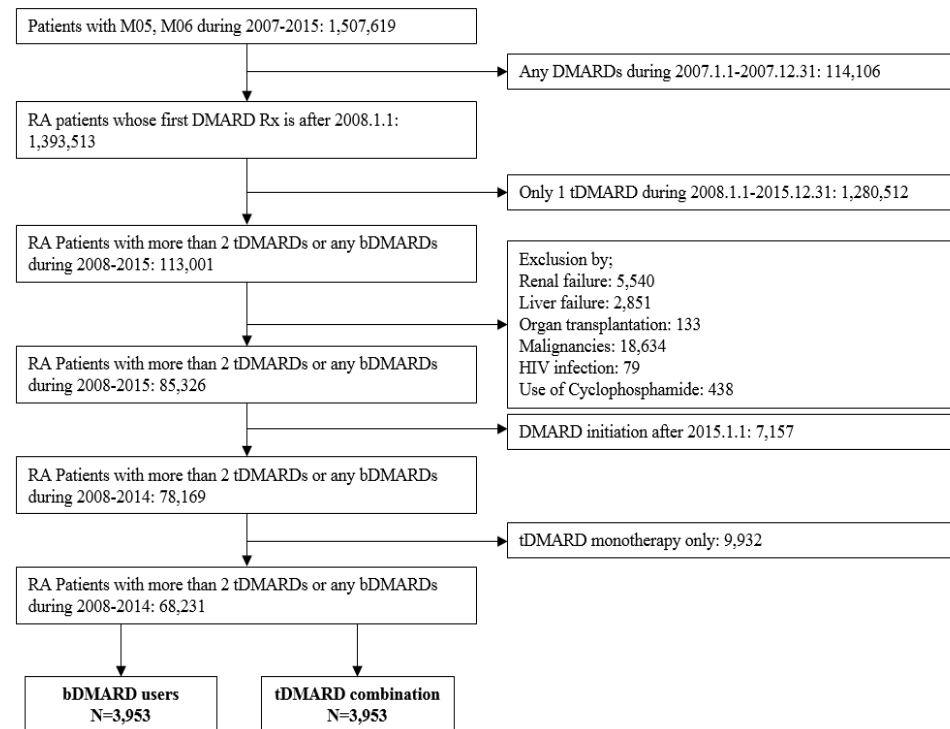 Patients with M05, M06 during 2007-2015: 1,507,619
Any DMARDs during 2007.1.1-2007.12.31: 114,106
RA patients whose first DMARD Rx is after 2008.1.1:
1,393,513
Only 1 tDMARD during 2008.1.1-2015.12.31: 1,280,512
RA Patients with more than 2 tDMARDs or any bDMARDs
during 2008-2015: 113,001
Exclusion by;
Renal failure: 5,540
Liver failure: 2,851
Organ transplantation: 133
Malignancies: 18,634
HIV infection: 79
Use of Cyclophosphamide: 438
RA Patients with more than 2 tDMARDs or any bDMARDs
during 2008-2015: 85,326
DMARD initiation after 2015.1.1: 7,157
RA Patients with more than 2 tDMARDs or any bDMARDs
during 2008-2014: 78,169
tDMARD monotherapy only: 9,932
RA Patients with more than 2 tDMARDs or any bDMARDs
during 2008-2014: 68,231
bDMARD users
N=3,953
tDMARD combination
N=3,953